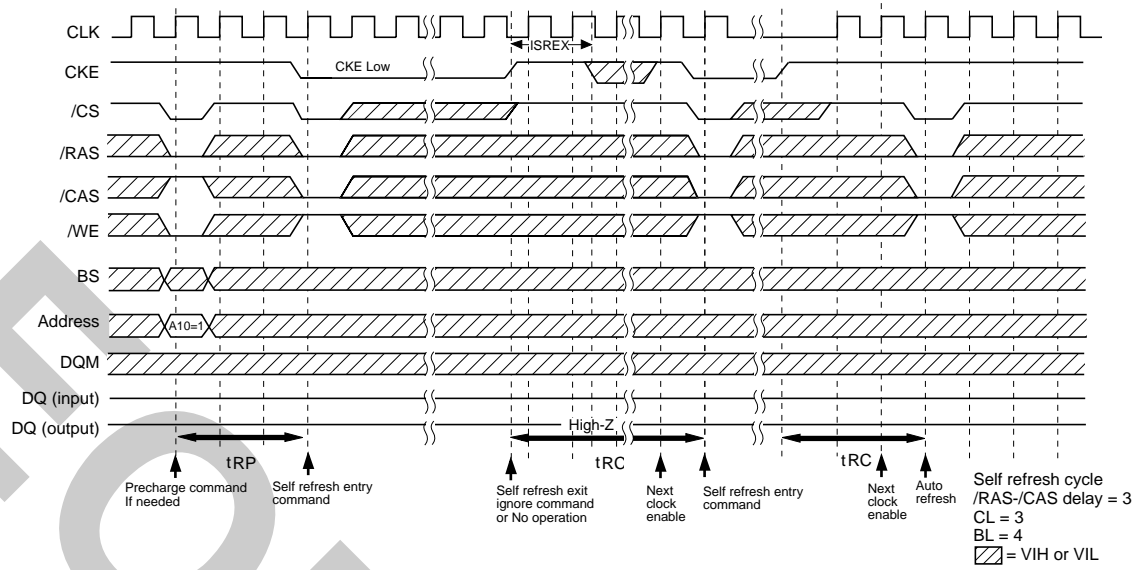 CLK
ISREX
CKE
CKE Low
/CS
/RAS
/CAS
/WE
BS
Address
A10=1
DQM
DQ (input)
DQ (output)
High-Z
tRP
tRC
tRC
Precharge command
If needed
Self refresh entry
command
Self refresh exit
ignore command
or No operation
Next
clock
enable
Self refresh entry
command
Next
clock
enable
Auto
refresh
Self refresh cycle
/RAS-/CAS delay = 3
CL = 3
BL = 4
= VIH or VIL